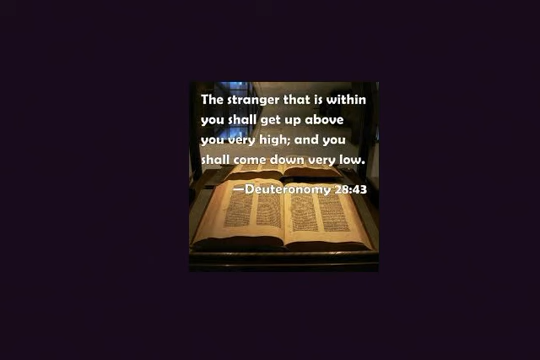 The stranger that is within
you shall get up above
you very high; and you
shall come down very low.
—Deuteronomy 28:43